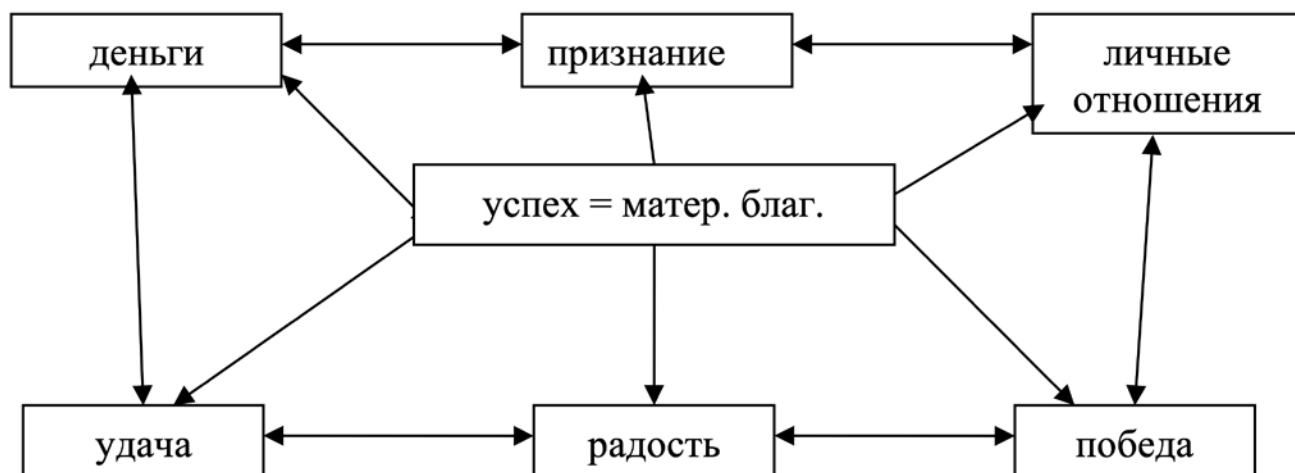 деньги
признание
личные
отношения
успех = матер. благ.
удача
радость
победа